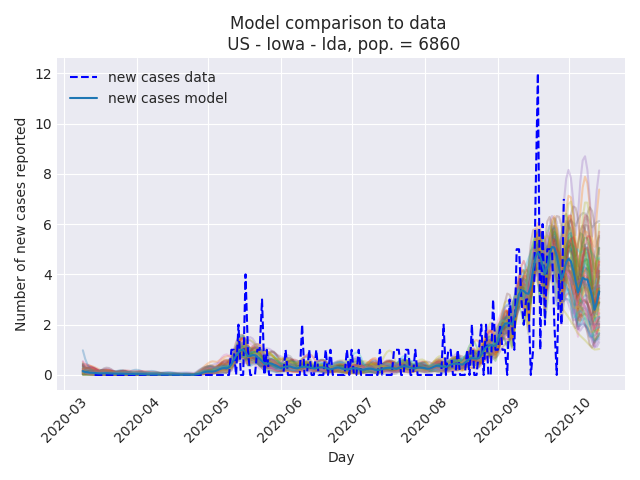 Model comparison to data
US - Iowa - Ida, pop. = 6860
new cases data
new cases model
Number of new cases reported
12
10
8
6
4
2
0
2020-03
2020-04
2020-05
2020-06
2020-07
2020-08
2020-09
2020-10
Day